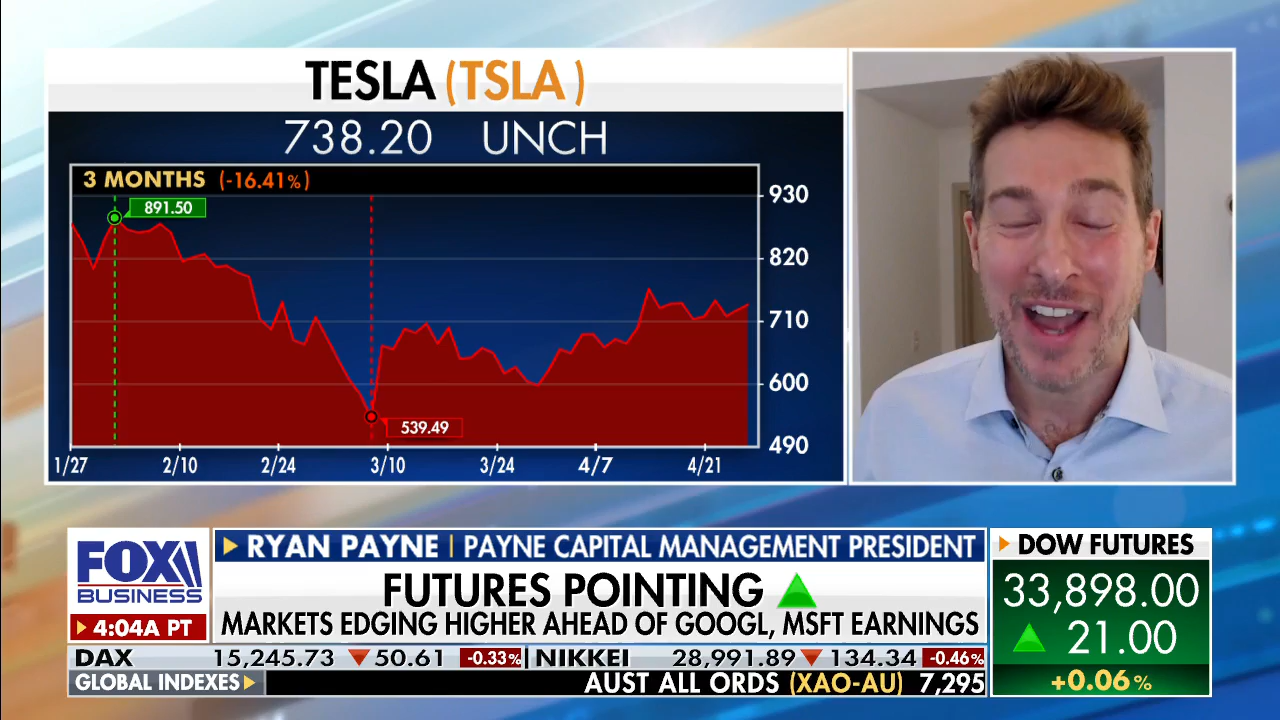 TESLA (TSLA )
738.20 UNCH
3 MONTHS (-16.41%)
891.50
539.49
930
820
710
600
490
1/27 2/10 2/24 3/10 3/24 4/7 4/21
FOX BUSINESS
4:04A PT
RYAN PAYNE | PAYNE CAPITAL MANAGEMENT PRESIDENT
FUTURES POINTING
MARKETS EDGING HIGHER AHEAD OF GOOGL, MSFT EARNINGS
DOW FUTURES
33,898.00
21.00
+0.06%
DAX 15,245.73 50.61 -0.33% NIKKEI 28,991.89 134.34 -0.46%
GLOBAL INDEXES AUST ALL ORDS (XAO-AU) 7,295